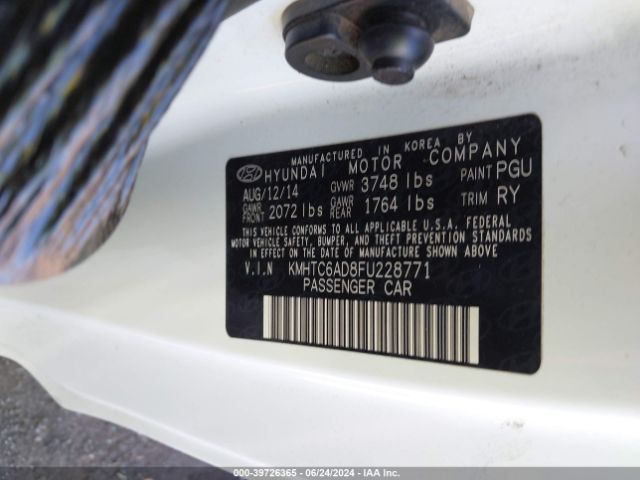 MANUFACTURED IN KOREA BY
HYUNDAI MOTOR COMPANY
AUG/12/14 GVWR 3748 lbs PAINT PGU
GAWR FRONT 2072 lbs GAWR REAR 1764 lbs TRIM RY
THIS VEHICLE CONFORMS TO ALL APPLICABLE U.S.A. FEDERAL
MOTOR VEHICLE SAFETY, BUMPER, AND THEFT PREVENTION STANDARDS
IN EFFECT ON THE DATE OF MANUFACTURE SHOWN ABOVE
V.I.N KMHTC6AD8FU228771
PASSENGER CAR
000-39726365 - 06/24/2024 - IAA Inc.